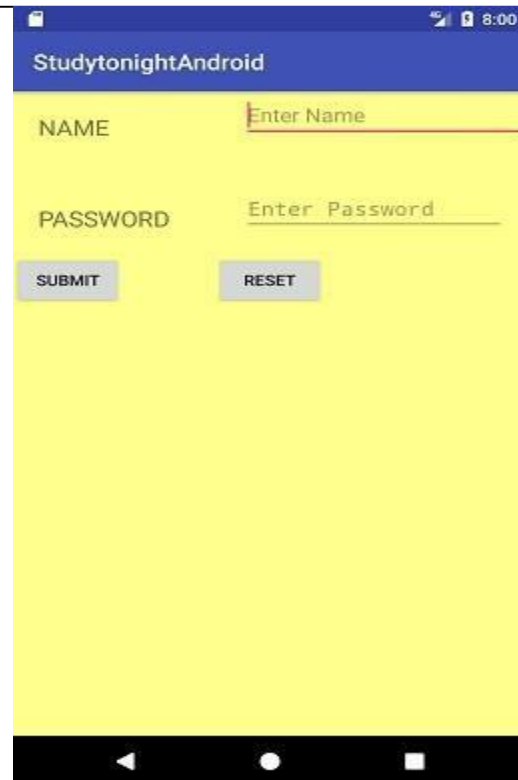 8:00
StudytonightAndroid
NAME
Enter Name
PASSWORD
Enter Password
SUBMIT
RESET